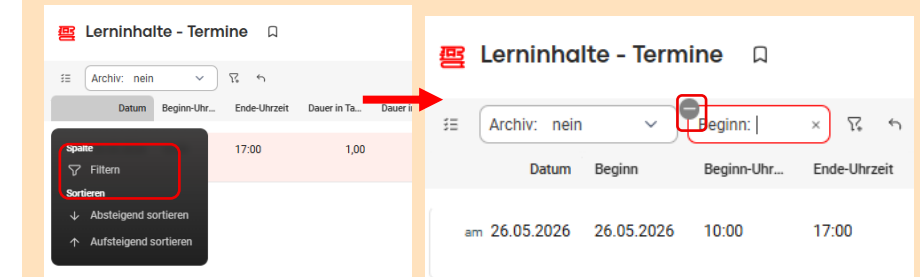 Lerninhalte - Termine
Archiv: nein
Datum Beginn-Uhr... Ende-Uhrzeit Dauer in Ta... Dauer i
Spalte
17:00 1,00
Filtern
Sortieren
Absteigend sortieren
Aufsteigend sortieren
Lerninhalte - Termine
Archiv: nein Beginn:
Datum Beginn Beginn-Uhr... Ende-Uhrzeit
am 26.05.2026 26.05.2026 10:00 17:00